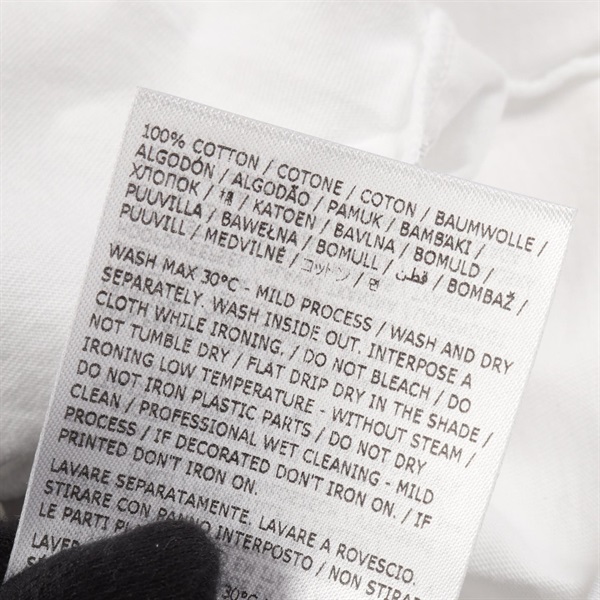 100% COTTON / COTONE / COTON / BAUMWOLLE /
ALGODÓN / ALGODÃO / PAMUK / BAMBAKI /
ХЛОПОК / 棉 / KATOEN / BAVLNA / BOMULD /
PUUVILLA / BAWEŁNA / BOMULL / قطن / BOMBAŽ /
PUUVILL / MEDVILNĖ / コットン / 면
WASH MAX 30°C - MILD PROCESS / WASH AND DRY
SEPARATELY. WASH INSIDE OUT. INTERPOSE A
CLOTH WHILE IRONING. / DO NOT BLEACH / DO
NOT TUMBLE DRY / FLAT DRIP DRY IN THE SHADE /
IRONING LOW TEMPERATURE - WITHOUT STEAM /
DO NOT IRON PLASTIC PARTS / DO NOT DRY
CLEAN / PROFESSIONAL WET CLEANING - MILD
PROCESS / IF DECORATED DON'T IRON ON. / IF
PRINTED DON'T IRON ON.
LAVARE SEPARATAMENTE. LAVARE A ROVESCIO.
STIRARE CON PANNO INTERPOSTO / NON STIRARE
LE PARTI
30°C